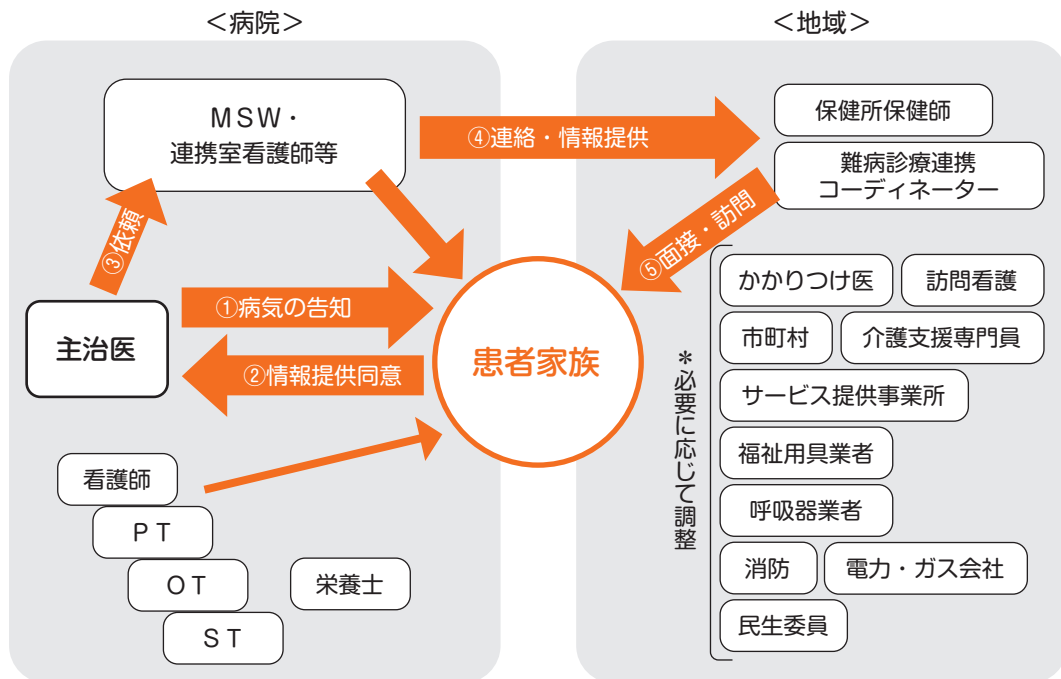 ＜病院＞
ＭＳＷ・
連携室看護師等
③依頼
主治医
①病気の告知
②情報提供同意
看護師
ＰＴ
ＯＴ
ＳＴ
栄養士
患者家族
④連絡・情報提供
⑤面接・訪問
＜地域＞
保健所保健師
難病診療連携
コーディネーター
＊必要に応じて調整
かかりつけ医
訪問看護
市町村
介護支援専門員
サービス提供事業所
福祉用具業者
呼吸器業者
消防
電力・ガス会社
民生委員